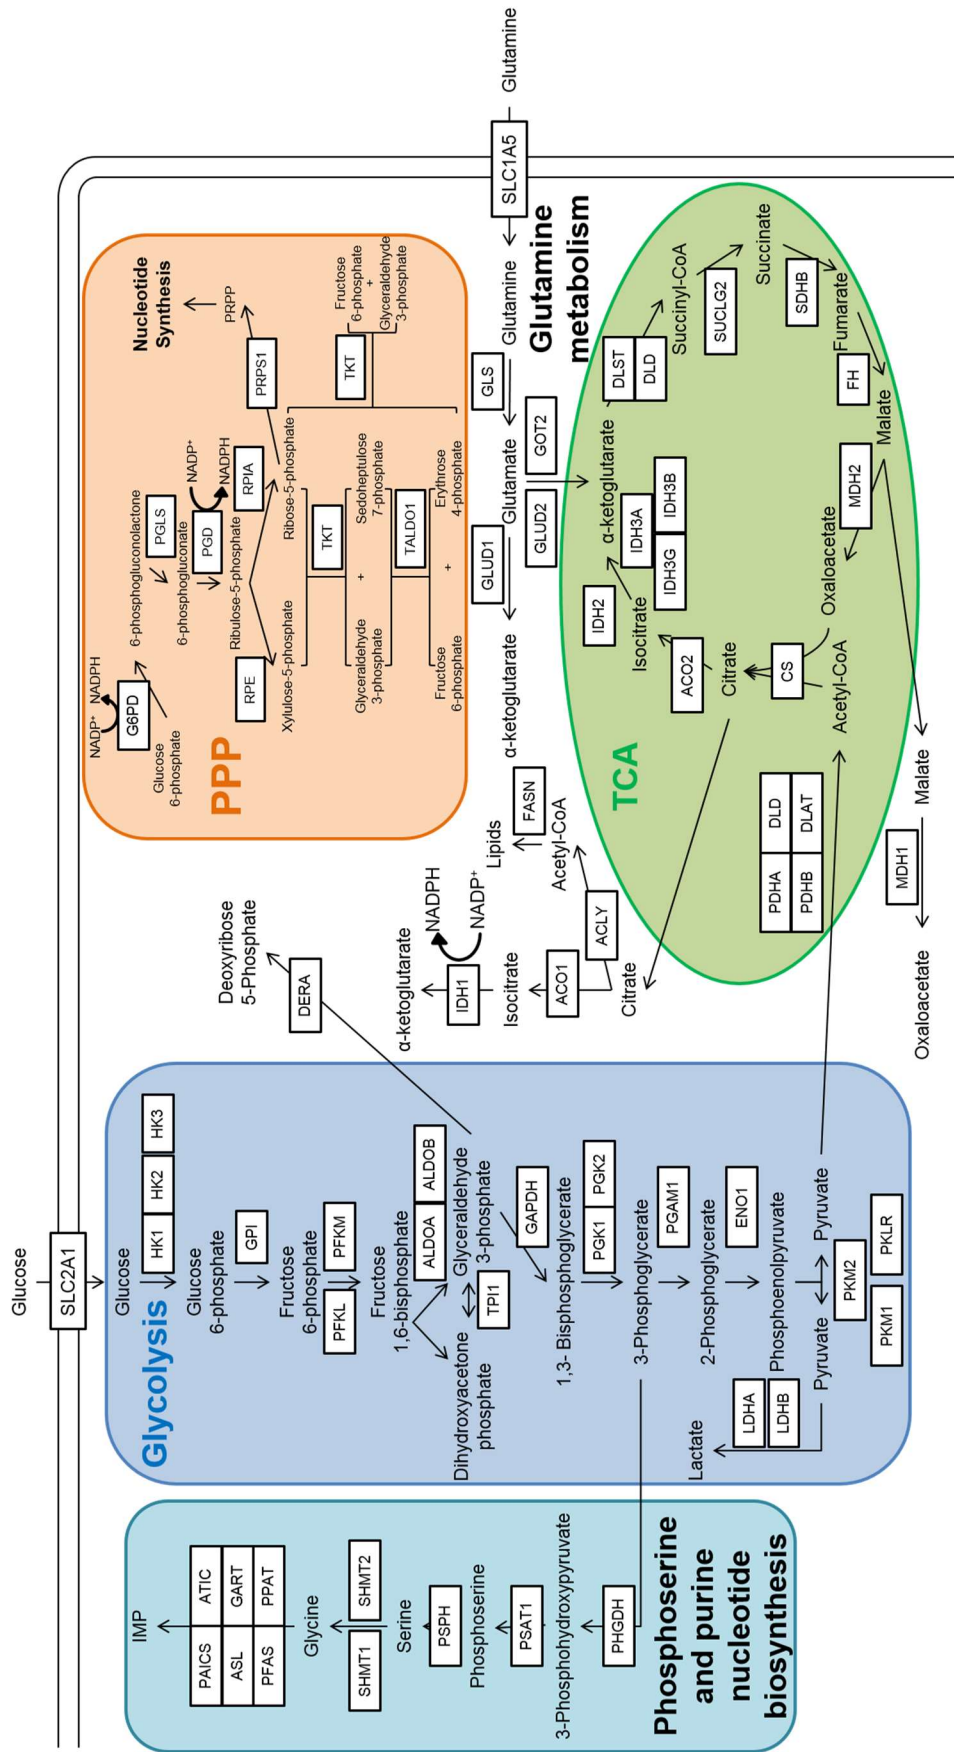 Glucose
SLC2A1
Glycolysis
Glucose
HK1
HK2
HK3
Glucose
6-phosphate
GPI
Fructose
6-phosphate
PFKL
PFKM
Fructose
1,6-bisphosphate
ALDOA
ALDOB
Dihydroxyacetone
phosphate
TPI1
Glyceraldehyde
3-phosphate
GAPDH
1,3- Bisphosphoglycerate
PGK1
PGK2
3-Phosphoglycerate
PGAM1
2-Phosphoglycerate
ENO1
Phosphoenolpyruvate
Pyruvate
Pyruvate
PKM2
PKM1
PKLR
LDHA
LDHB
Lactate
IMP
PAICS
ATIC
ASL
GART
PFAS
PPAT
Glycine
SHMT1
SHMT2
Serine
PSPH
Phosphoserine
PSAT1
3-Phosphohydroxypyruvate
PHGDH
Phosphoserine
and purine
nucleotide
biosynthesis
Deoxyribose
5-Phosphate
DERA
α-ketoglutarate
IDH1
NADPH
NADP⁺
Isocitrate
ACO1
Citrate
ACLY
Acetyl-CoA
FASN
Lipids
PPP
NADP⁺
NADPH
G6PD
Glucose
6-phosphate
6-phosphogluconolactone
PGLS
6-phosphogluconate
PGD
NADP⁺
NADPH
Ribulose-5-phosphate
RPE
RPIA
Xylulose-5-phosphate
Ribose-5-phosphate
PRPS1
PRPP
Nucleotide
Synthesis
TKT
Glyceraldehyde
3-phosphate
+
Sedoheptulose
7-phosphate
TALDO1
Fructose
6-phosphate
+
Erythrose
4-phosphate
TKT
Fructose
6-phosphate
+
Glyceraldehyde
3-phosphate
Glutamine
SLC1A5
Glutamine
Glutamine
metabolism
GLS
Glutamate
GLUD1
α-ketoglutarate
GLUD2
GOT2
TCA
α-ketoglutarate
IDH2
IDH3A
IDH3G
IDH3B
Isocitrate
ACO2
Citrate
CS
Acetyl-CoA
Oxaloacetate
MDH2
Malate
FH
Fumarate
SDHB
Succinate
SUCLG2
Succinyl-CoA
DLST
DLD
PDHA
DLD
PDHB
DLAT
Malate
MDH1
Oxaloacetate